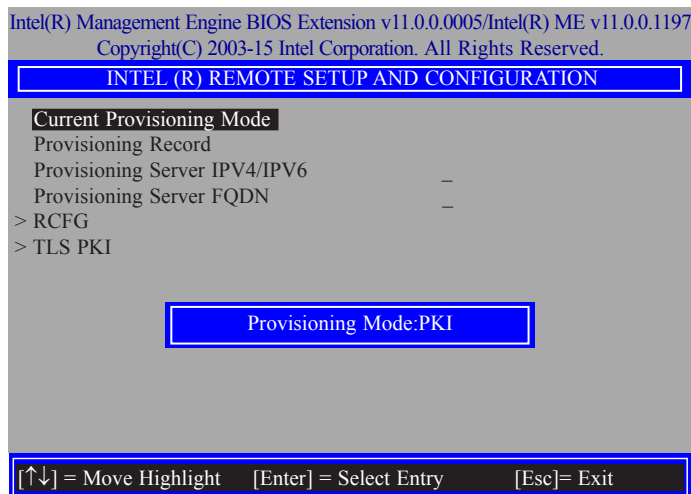 Intel(R) Management Engine BIOS Extension v11.0.0.0005/Intel(R) ME v11.0.0.1197
Copyright(C) 2003-15 Intel Corporation. All Rights Reserved.
INTEL (R) REMOTE SETUP AND CONFIGURATION
Current Provisioning Mode
Provisioning Record
Provisioning Server IPV4/IPV6 _
Provisioning Server FQDN _
> RCFG
> TLS PKI
Provisioning Mode:PKI
[↑↓] = Move Highlight [Enter] = Select Entry [Esc]= Exit